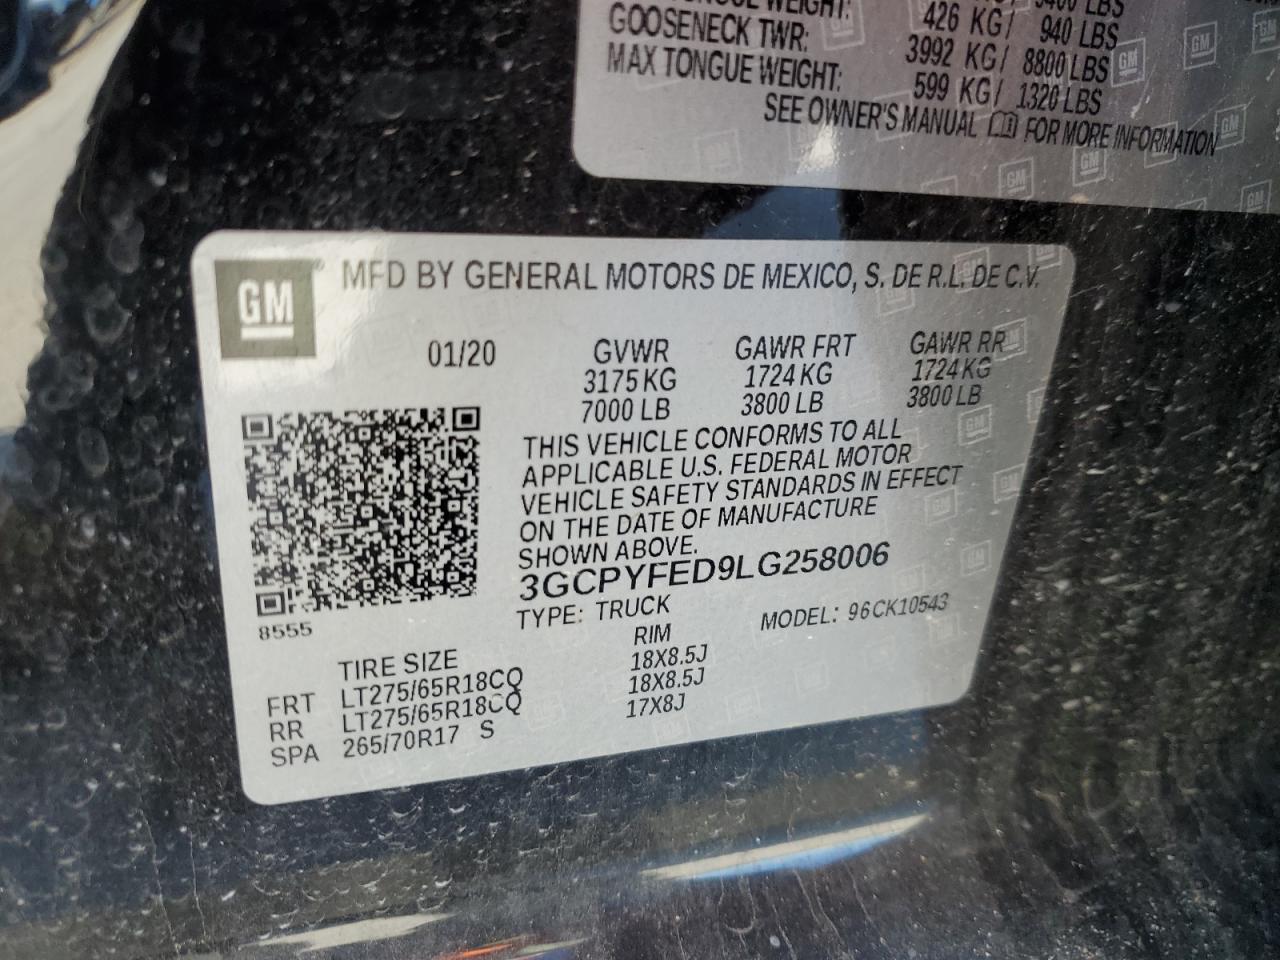 TONGUE WEIGHT: 426 KG/ 940 LBS
GOOSENECK TWR: 3992 KG/ 8800 LBS
MAX TONGUE WEIGHT: 599 KG/ 1320 LBS
SEE OWNER'S MANUAL FOR MORE INFORMATION
GM MFD BY GENERAL MOTORS DE MEXICO, S. DE R.L. DE C.V.
01/20 GVWR GAWR FRT GAWR RR
3175 KG 1724 KG 1724 KG
7000 LB 3800 LB 3800 LB
THIS VEHICLE CONFORMS TO ALL
APPLICABLE U.S. FEDERAL MOTOR
VEHICLE SAFETY STANDARDS IN EFFECT
ON THE DATE OF MANUFACTURE
SHOWN ABOVE.
3GCPYFED9LG258006
8555
TYPE: TRUCK MODEL: 96CK10543
TIRE SIZE RIM
FRT LT275/65R18CQ 18X8.5J
RR LT275/65R18CQ 18X8.5J
SPA 265/70R17 S 17X8J